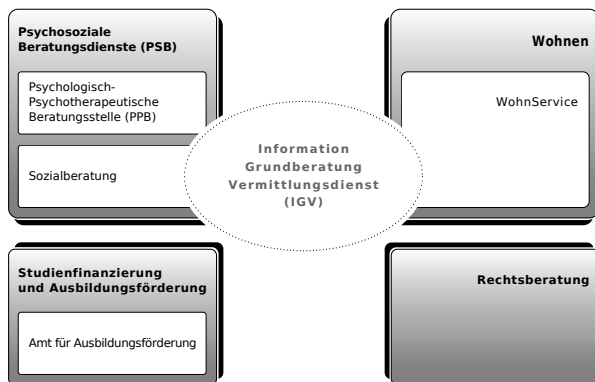 Psychosoziale
Beratungsdienste (PSB)
Psychologisch-
Psychotherapeutische
Beratungsstelle (PPB)
Sozialberatung
Wohnen
WohnService
Information
Grundberatung
Vermittlungsdienst
(IGV)
Studienfinanzierung
und Ausbildungsförderung
Amt für Ausbildungsförderung
Rechtsberatung